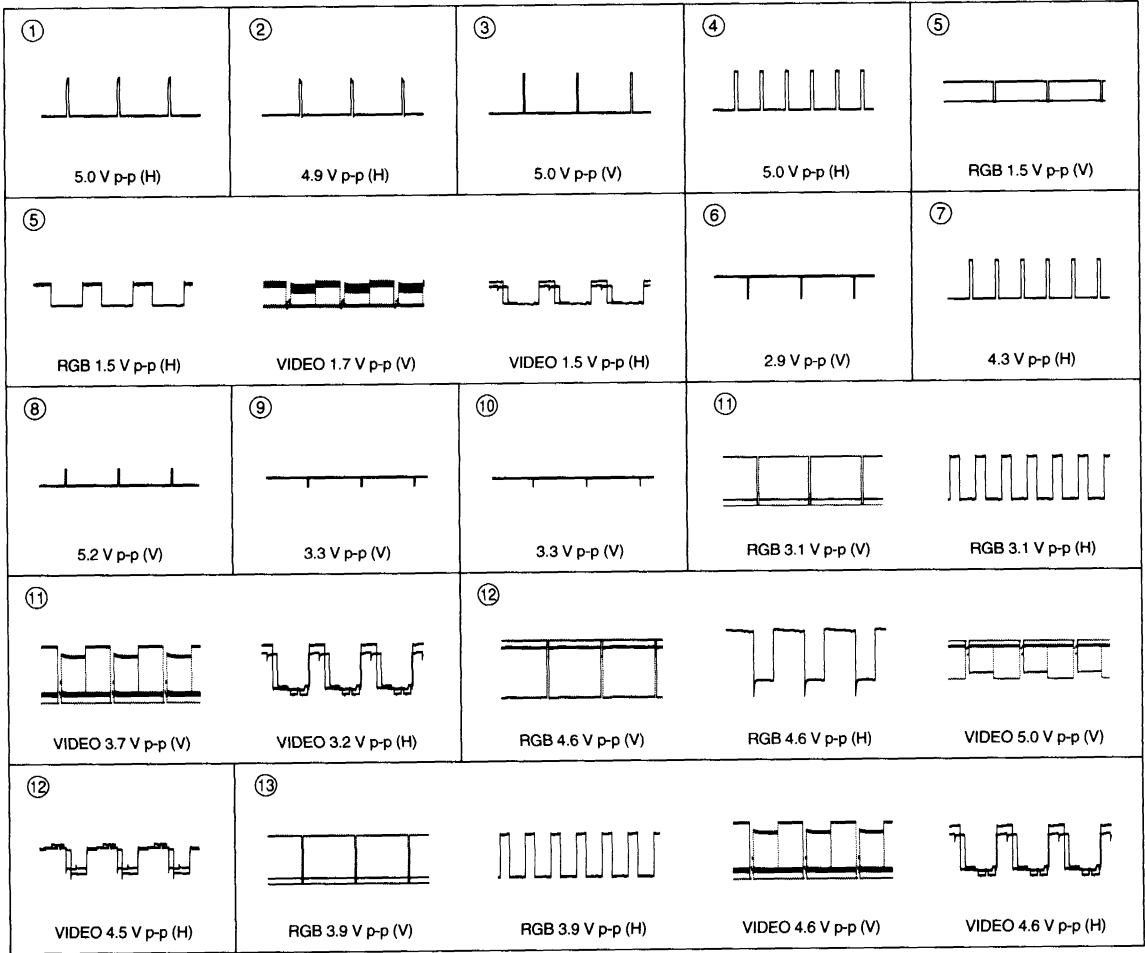 ① ② ③ ④ ⑤
5.0 V p-p (H) 4.9 V p-p (H) 5.0 V p-p (V) 5.0 V p-p (H) RGB 1.5 V p-p (V)
⑤ ⑥ ⑦
RGB 1.5 V p-p (H) VIDEO 1.7 V p-p (V) VIDEO 1.5 V p-p (H) 2.9 V p-p (V) 4.3 V p-p (H)
⑧ ⑨ ⑩ ⑪
5.2 V p-p (V) 3.3 V p-p (V) 3.3 V p-p (V) RGB 3.1 V p-p (V) RGB 3.1 V p-p (H)
⑪ ⑫
VIDEO 3.7 V p-p (V) VIDEO 3.2 V p-p (H) RGB 4.6 V p-p (V) RGB 4.6 V p-p (H) VIDEO 5.0 V p-p (V)
⑫ ⑬
VIDEO 4.5 V p-p (H) RGB 3.9 V p-p (V) RGB 3.9 V p-p (H) VIDEO 4.6 V p-p (V) VIDEO 4.6 V p-p (H)